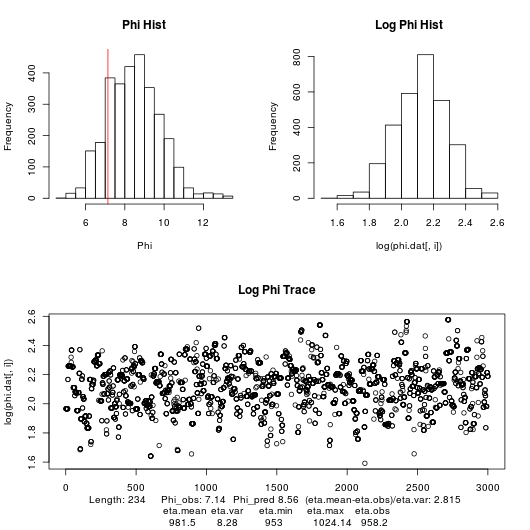 Phi Hist
Log Phi Hist
Frequency
0 100 200 300 400
6 8 10 12
Phi
Frequency
0 200 400 600 800
1.6 1.8 2.0 2.2 2.4 2.6
log(phi.dat[, i])
Log Phi Trace
log(phi.dat[, i])
1.6 1.8 2.0 2.2 2.4 2.6
0 500 1000 1500 2000 2500 3000
Length: 234 Phi_obs: 7.14 Phi_pred 8.56 (eta.mean-eta.obs)/eta.var: 2.815
eta.mean eta.var eta.min eta.max eta.obs
981.5 8.28 953 1024.14 958.2